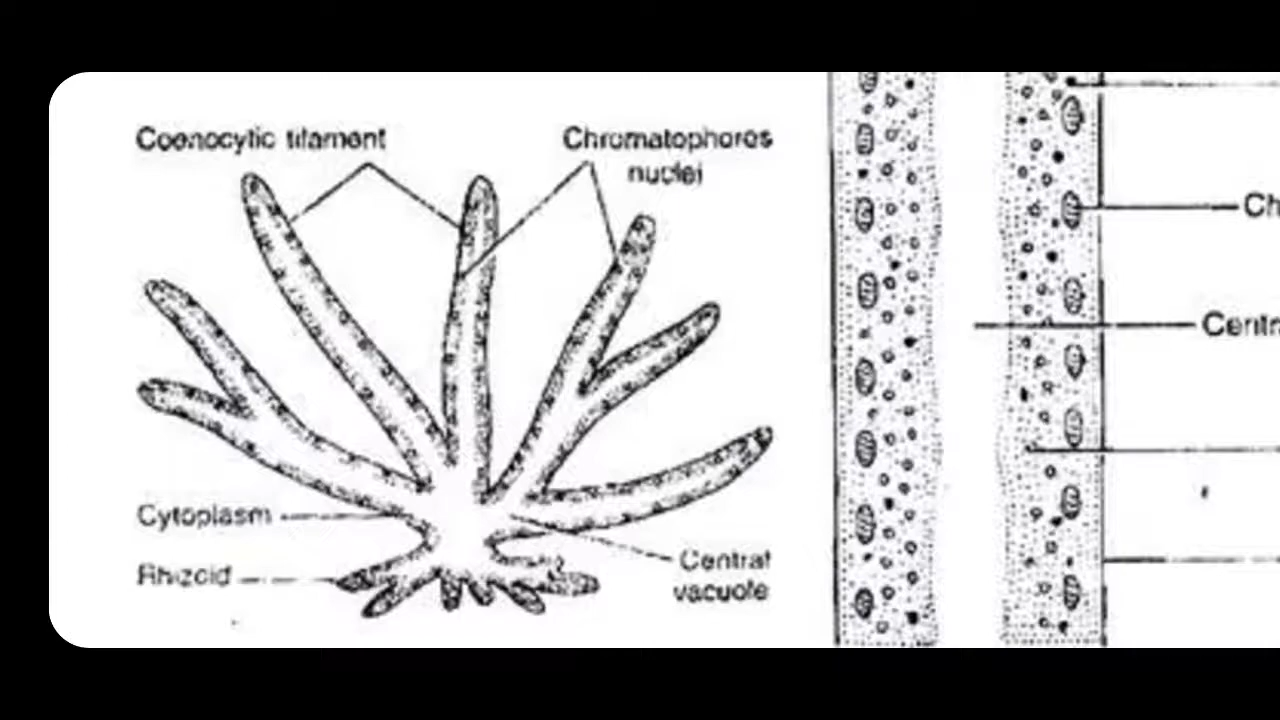 Coenocytic filament
Chromatophores
nuclei
Ch
Centr
Cytoplasm
Rhizoid
Central
vacuole